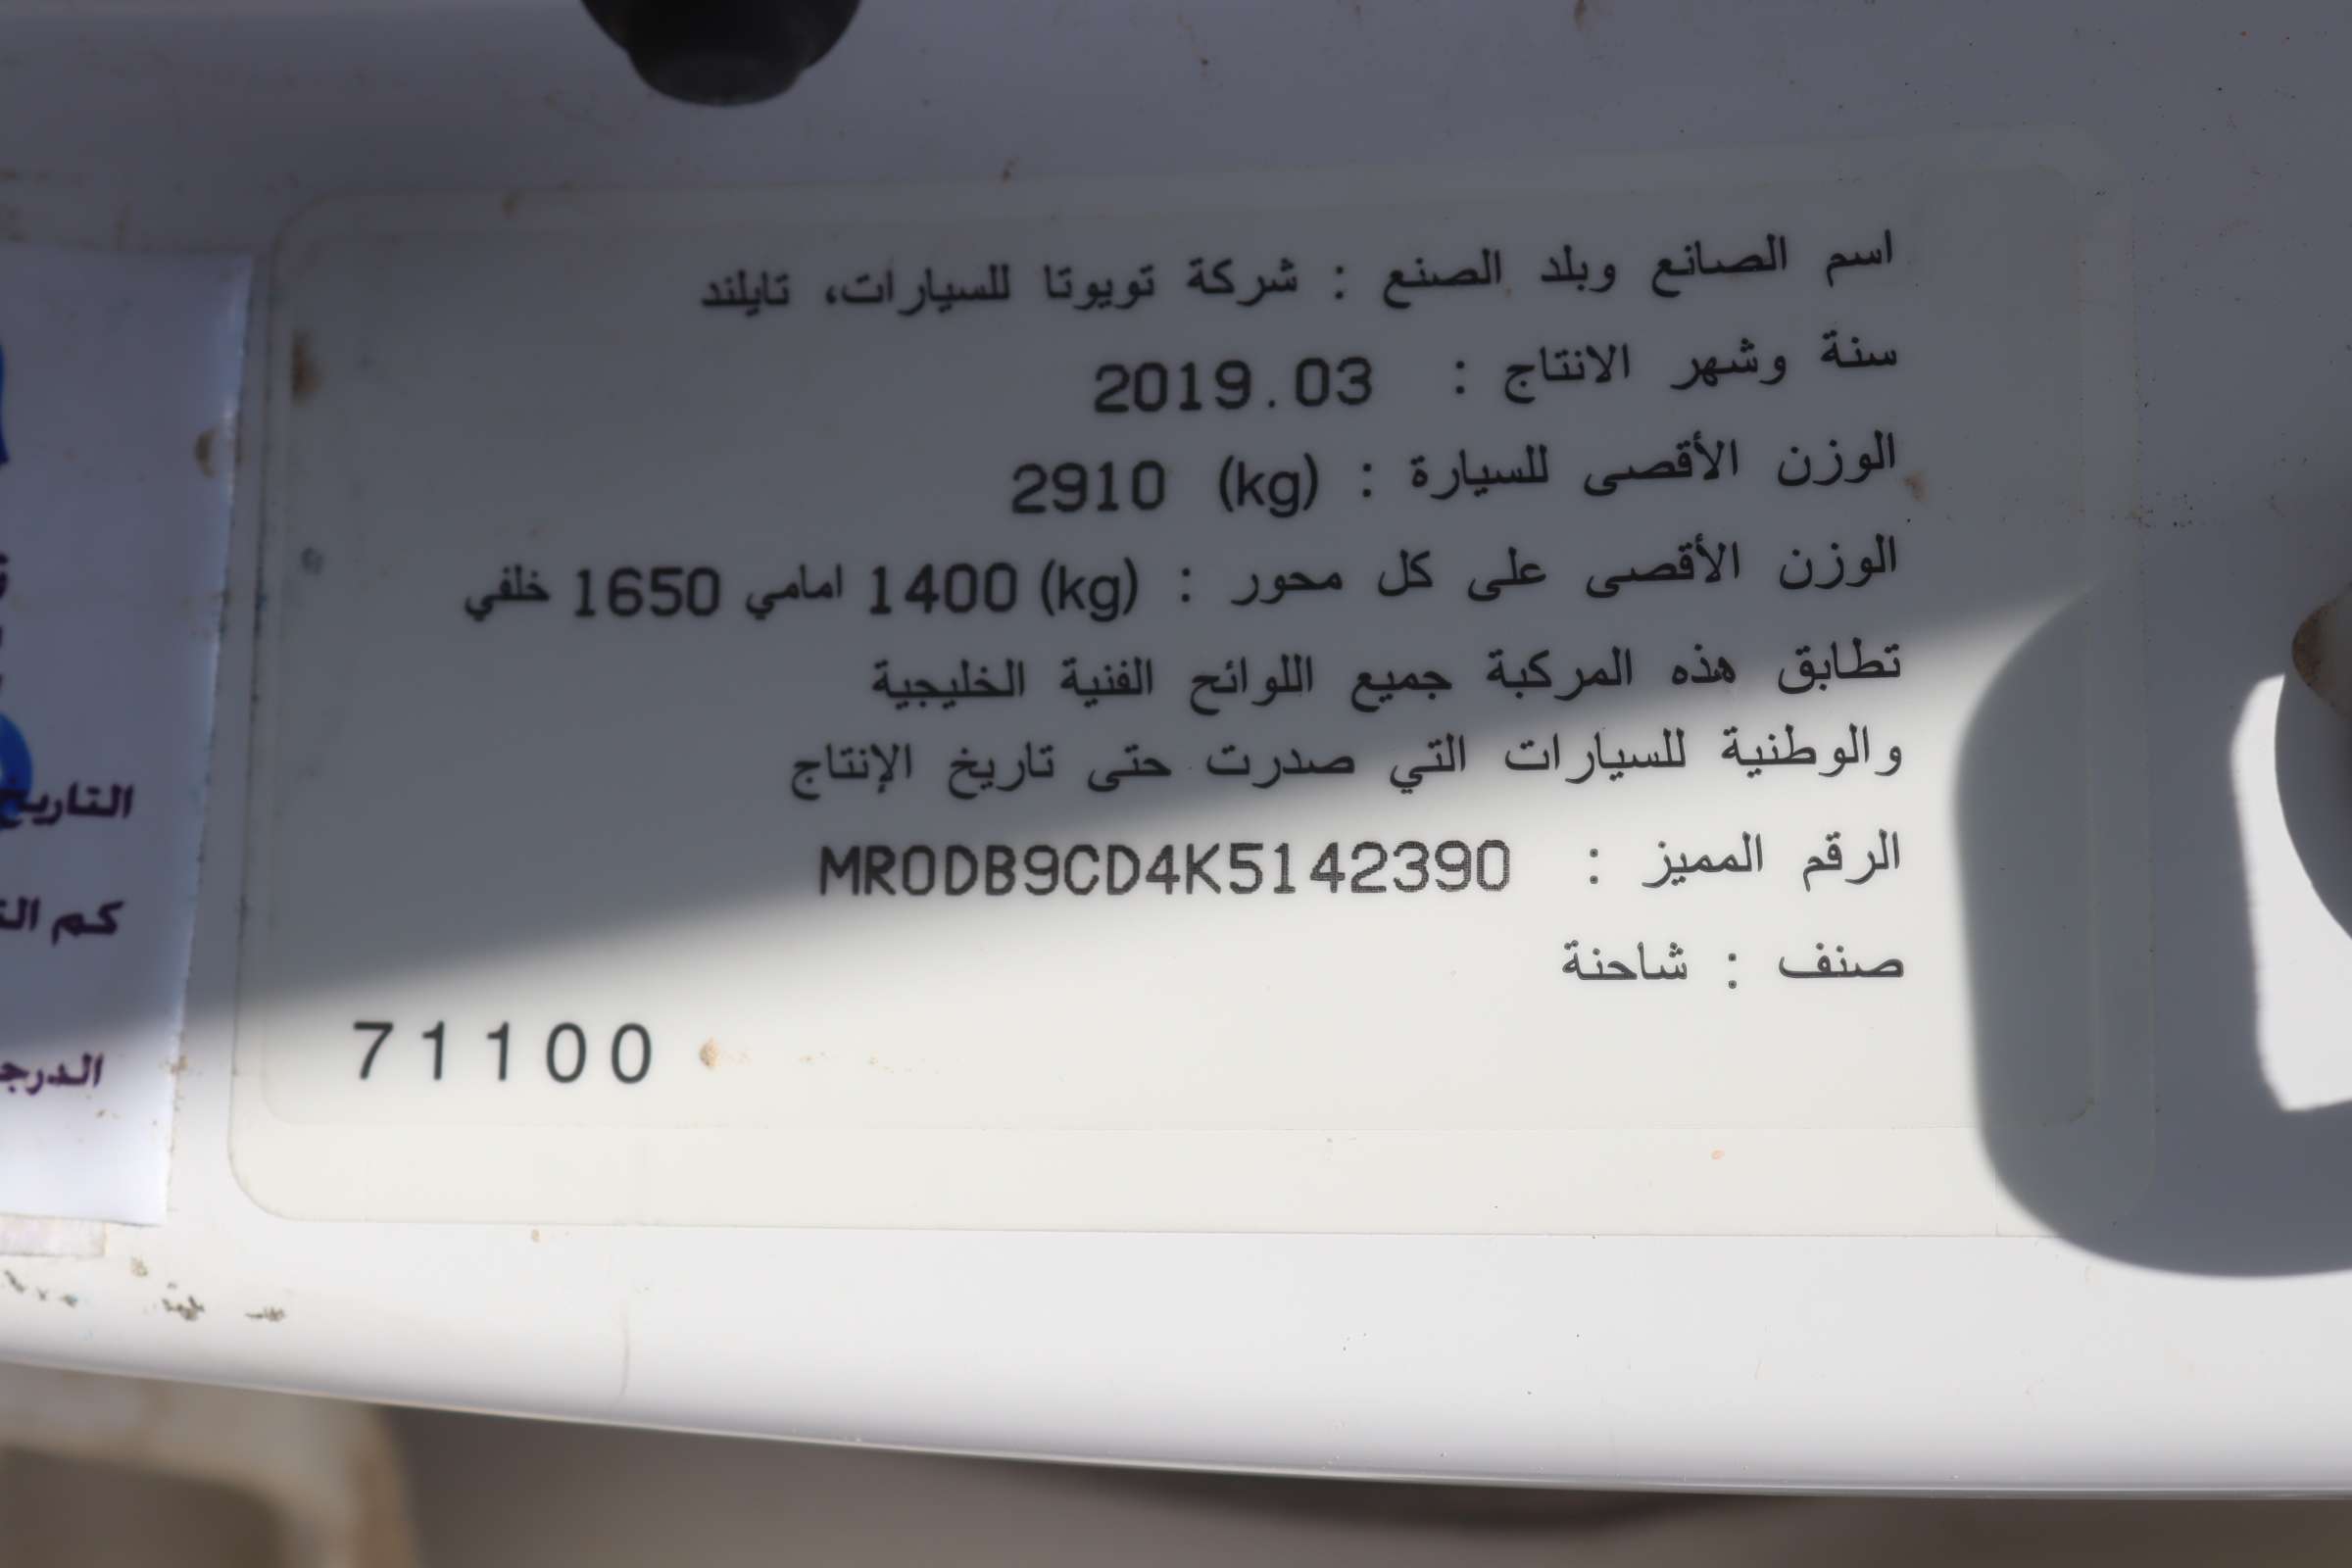 اسم الصانع وبلد الصنع : شركة تويوتا للسيارات، تايلند
سنة وشهر الانتاج : 2019.03
الوزن الأقصى للسيارة : (kg) 2910
الوزن الأقصى على كل محور : (kg) 1400 امامي 1650 خلفي
تطابق هذه المركبة جميع اللوائح الفنية الخليجية
والوطنية للسيارات التي صدرت حتى تاريخ الإنتاج
الرقم المميز : MR0DB9CD4K5142390
صنف : شاحنة
71100
التاريخ
كم